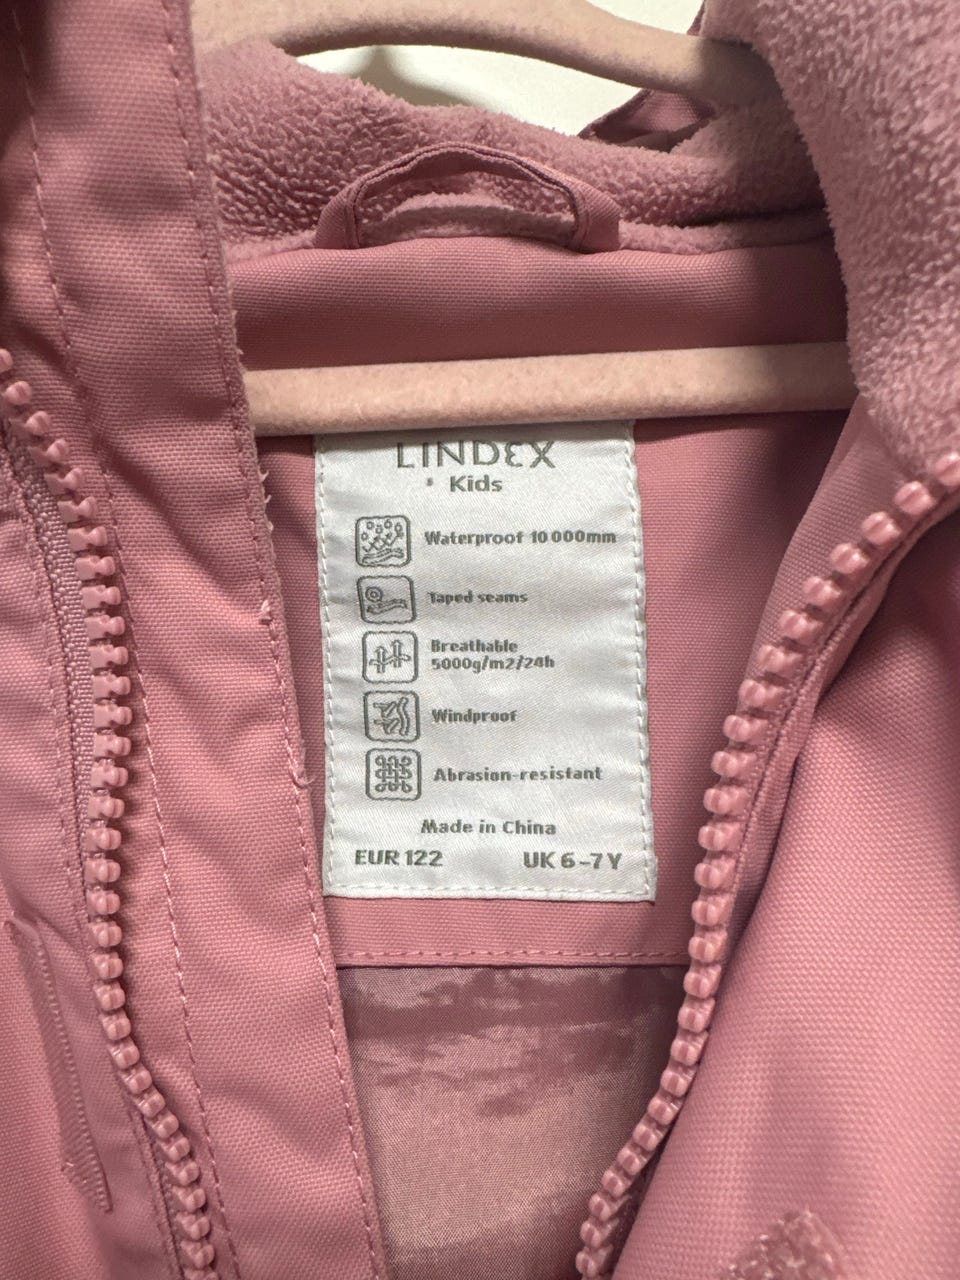 LINDEX
Kids
Waterproof 10 000mm
Taped seams
Breathable
5000g/m2/24h
Windproof
Abrasion-resistant
Made in China
EUR 122 UK 6-7 Y